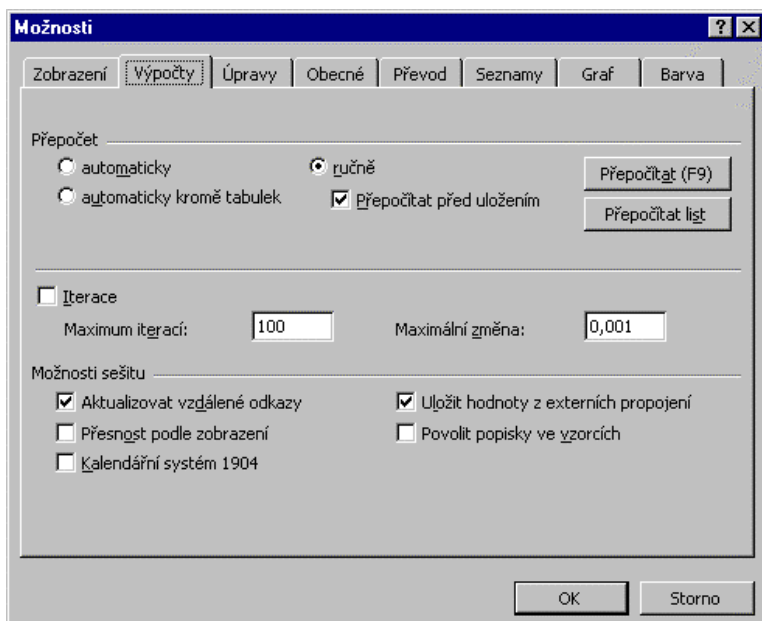 Možnosti
Zobrazení Výpočty Úpravy Obecné Převod Seznamy Graf Barva
Přepočet
automaticky ručně Přepočítat (F9)
automaticky kromě tabulek Přepočítat před uložením Přepočítat list
Iterace
Maximum iterací: 100 Maximální změna: 0,001
Možnosti sešitu
Aktualizovat vzdálené odkazy Uložit hodnoty z externích propojení
Přesnost podle zobrazení Povolit popisky ve vzorcích
Kalendářní systém 1904
OK Storno